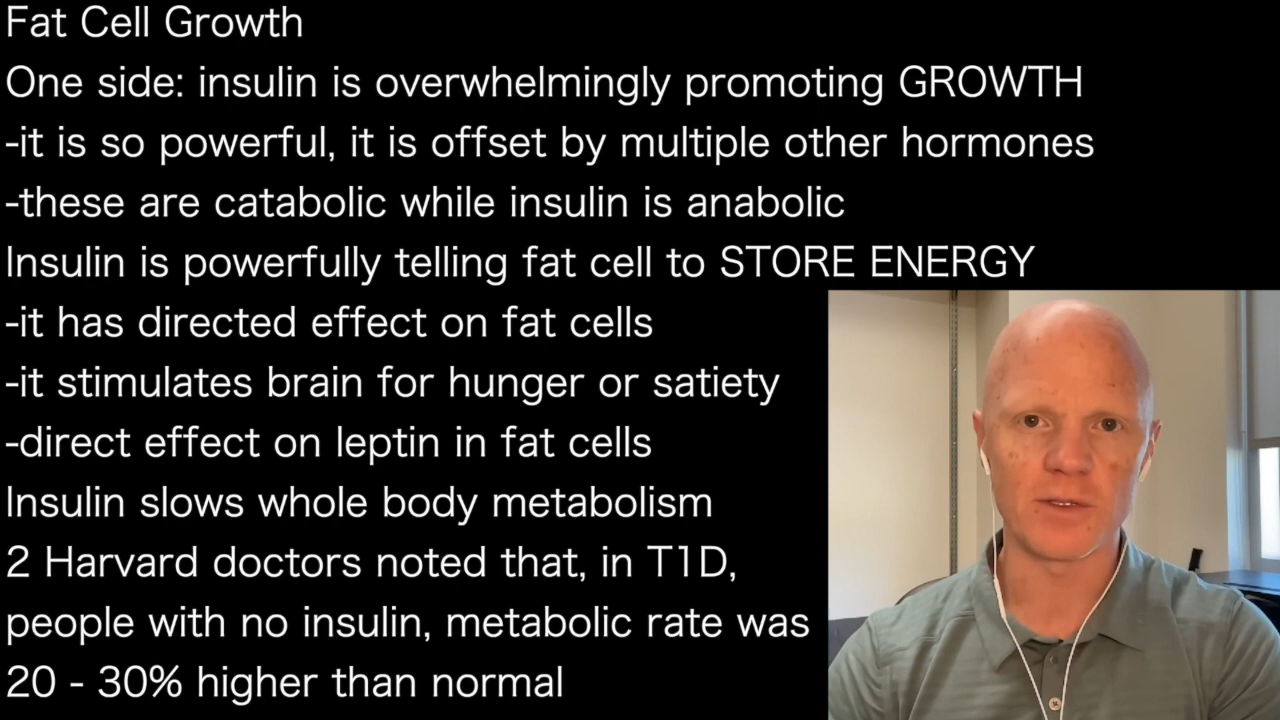 Fat Cell Growth
One side: insulin is overwhelmingly promoting GROWTH
-it is so powerful, it is offset by multiple other hormones
-these are catabolic while insulin is anabolic
Insulin is powerfully telling fat cell to STORE ENERGY
-it has directed effect on fat cells
-it stimulates brain for hunger or satiety
-direct effect on leptin in fat cells
Insulin slows whole body metabolism
2 Harvard doctors noted that, in T1D,
people with no insulin, metabolic rate was
20 - 30% higher than normal